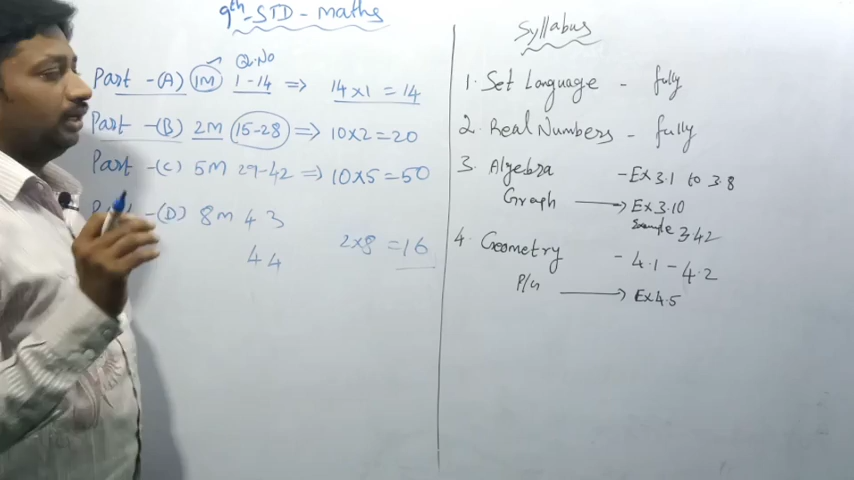 9th-STD-maths
Qu.No
Part-(A) 1M 1-14 => 14x1=14
Part-(B) 2M 15-28 => 10x2=20
Part-(C) 5M 29-42 => 10x5=50
Part-(D) 8m 43
44 2x8=16
Syllabus
1. Set Language - fully
2. Real Numbers - fully
3. Algebra - Ex 3.1 to 3.8
Graph → Ex 3.10
Sample 3.42
4. Geometry - 4.1-4.2
→ Ex 4.5